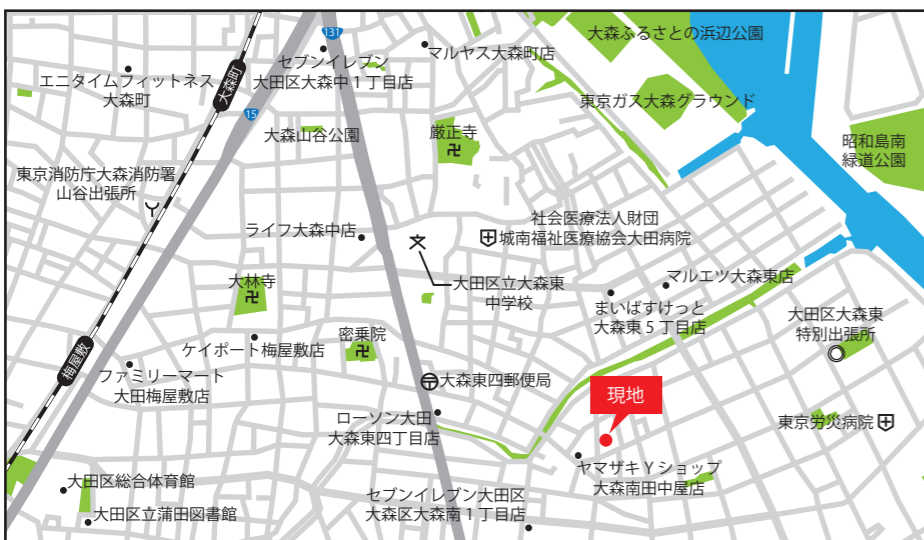 131
大森ふるさとの浜辺公園
セブンイレブン
大田区大森中1丁目店
マルヤス大森町店
エニタイムフィットネス
大森町
大森町
東京ガス大森グラウンド
15
大森山谷公園
厳正寺
昭和島南
緑道公園
東京消防庁大森消防署
山谷出張所
社会医療法人財団
城南福祉医療協会大田病院
ライフ大森中店
文
大田区立大森東
中学校
マルエツ大森東店
大林寺
まいばすけっと
大森東5丁目店
大田区大森東
特別出張所
密乗院
ケイポート梅屋敷店
梅屋敷
ファミリーマート
大田梅屋敷店
大森東四郵便局
現地
ローソン大田
大森東四丁目店
東京労災病院
ヤマザキYショップ
大森南田中屋店
大田区総合体育館
セブンイレブン大田区
大森区大森南1丁目店
大田区立蒲田図書館